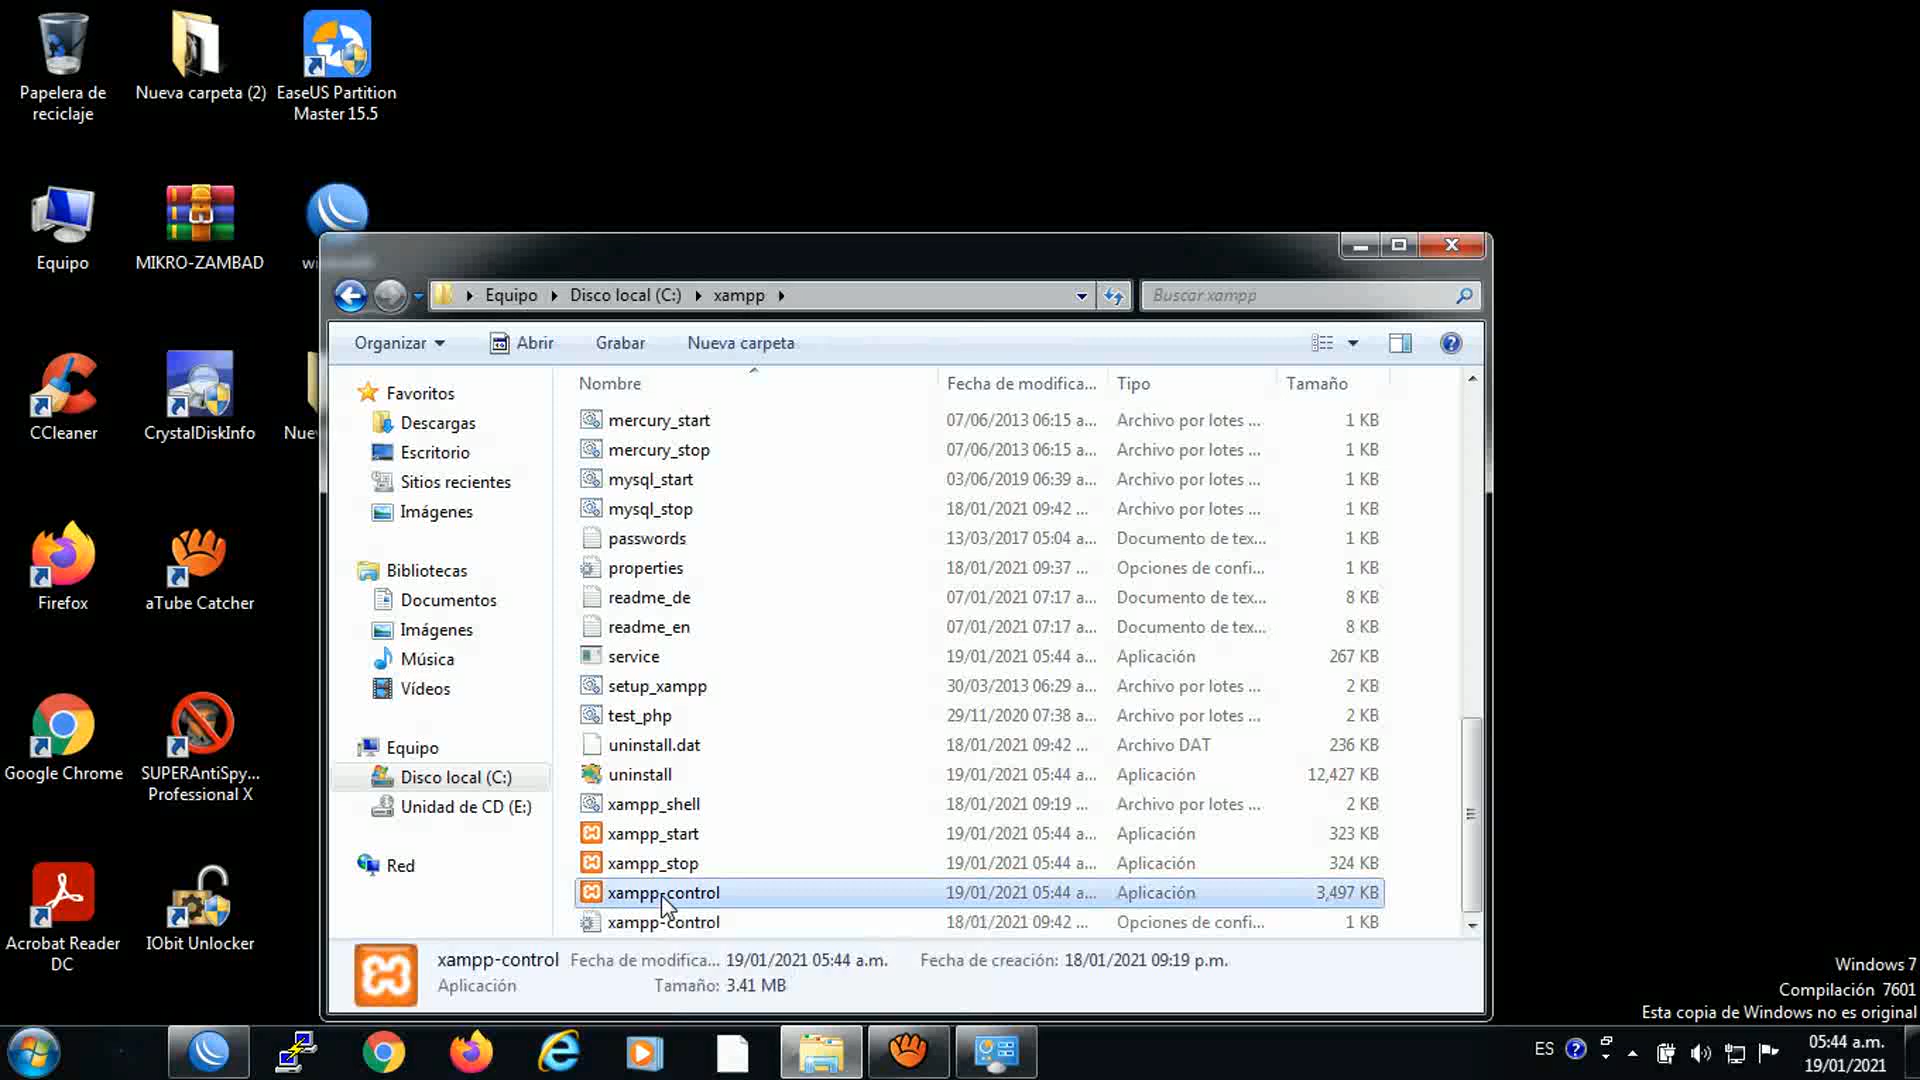 Papelera de
reciclaje
Nueva carpeta (2)
EaseUS Partition
Master 15.5
Equipo
MIKRO-ZAMBAD
CCleaner
CrystalDiskInfo
Firefox
aTube Catcher
Google Chrome
SUPERAntiSpy...
Professional X
Acrobat Reader
DC
IObit Unlocker
Equipo
Disco local (C:)
xampp
Buscar xampp
Organizar
Abrir
Grabar
Nueva carpeta
Favoritos
Descargas
Escritorio
Sitios recientes
Imágenes
Bibliotecas
Documentos
Imágenes
Música
Vídeos
Equipo
Disco local (C:)
Unidad de CD (E:)
Red
Nombre Fecha de modifica... Tipo Tamaño
mercury_start 07/06/2013 06:15 a... Archivo por lotes ... 1 KB
mercury_stop 07/06/2013 06:15 a... Archivo por lotes ... 1 KB
mysql_start 03/06/2019 06:39 a... Archivo por lotes ... 1 KB
mysql_stop 18/01/2021 09:42 ... Archivo por lotes ... 1 KB
passwords 13/03/2017 05:04 a... Documento de tex... 1 KB
properties 18/01/2021 09:37 ... Opciones de confi... 1 KB
readme_de 07/01/2021 07:17 a... Documento de tex... 8 KB
readme_en 07/01/2021 07:17 a... Documento de tex... 8 KB
service 19/01/2021 05:44 a... Aplicación 267 KB
setup_xampp 30/03/2013 06:29 a... Archivo por lotes ... 2 KB
test_php 29/11/2020 07:38 a... Archivo por lotes ... 2 KB
uninstall.dat 18/01/2021 09:42 ... Archivo DAT 236 KB
uninstall 19/01/2021 05:44 a... Aplicación 12,427 KB
xampp_shell 18/01/2021 09:19 ... Archivo por lotes ... 2 KB
xampp_start 19/01/2021 05:44 a... Aplicación 323 KB
xampp_stop 19/01/2021 05:44 a... Aplicación 324 KB
xampp-control 19/01/2021 05:44 a... Aplicación 3,497 KB
xampp-control 18/01/2021 09:42 ... Opciones de confi... 1 KB
xampp-control Fecha de modifica... 19/01/2021 05:44 a.m. Fecha de creación: 18/01/2021 09:19 p.m.
Aplicación Tamaño: 3.41 MB
Windows 7
Compilación 7601
Esta copia de Windows no es original
ES
05:44 a.m.
19/01/2021